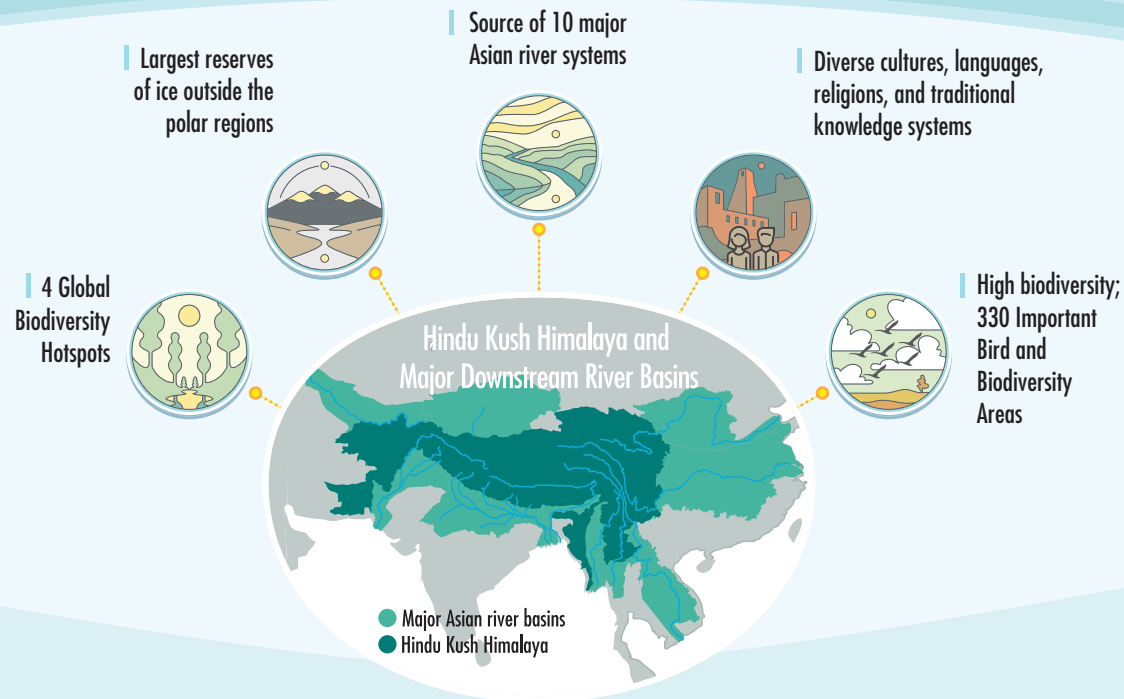 Source of 10 major
Asian river systems
Largest reserves
of ice outside the
polar regions
Diverse cultures, languages,
religions, and traditional
knowledge systems
4 Global
Biodiversity
Hotspots
High biodiversity;
330 Important
Bird and
Biodiversity
Areas
Hindu Kush Himalaya and
Major Downstream River Basins
Major Asian river basins
Hindu Kush Himalaya